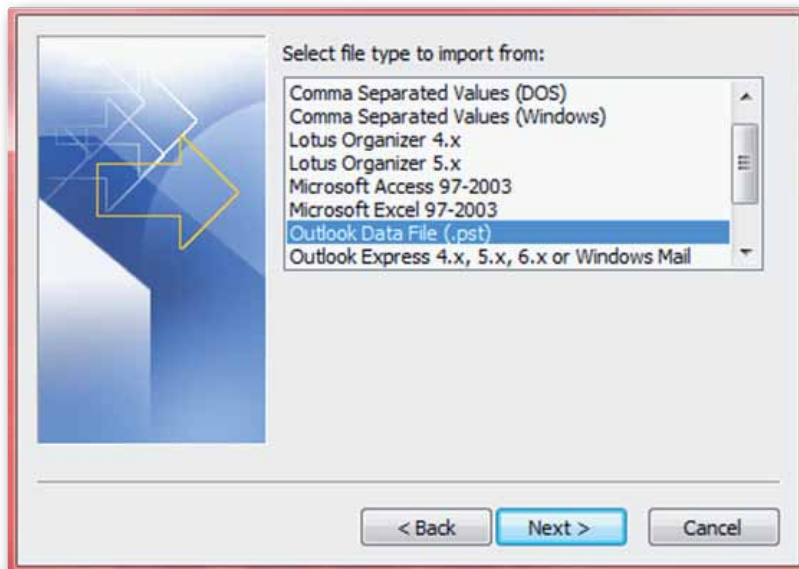 Select file type to import from:
Comma Separated Values (DOS)
Comma Separated Values (Windows)
Lotus Organizer 4.x
Lotus Organizer 5.x
Microsoft Access 97-2003
Microsoft Excel 97-2003
Outlook Data File (.pst)
Outlook Express 4.x, 5.x, 6.x or Windows Mail
< Back Next > Cancel